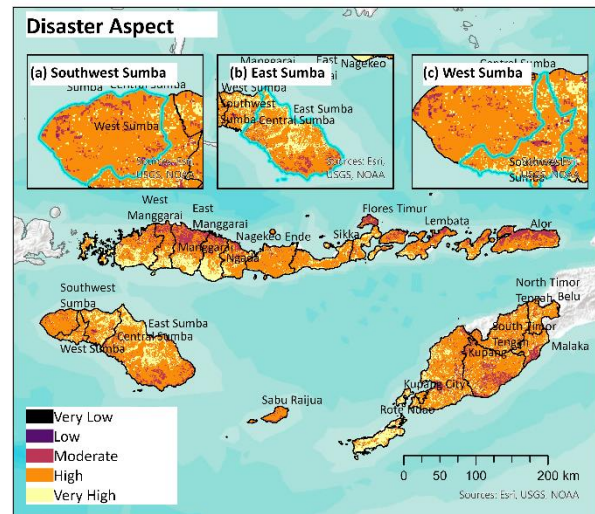 Disaster Aspect
(a) Southwest Sumba
Sumba
Central Sumba
West Sumba
Sources: Esri,
USGS, NOAA
(b) East Sumba
Manggarai
East
Nagekeo
Southwest
Sumba
East Sumba
Central Sumba
Sources: Esri,
USGS, NOAA
(c) West Sumba
Central Sumba
Southwest
Sumba
Sources: Esri,
USGS, NOAA
West
Manggarai
East
Manggarai
Manggarai
Ngada
Nagekeo
Ende
Sikka
Flores Timur
Lembata
Alor
Southwest
Sumba
West Sumba
East Sumba
Central Sumba
Sabu Raijua
North Timor
Tengah
Belu
South Timor
Tengah
Kupang
Malaka
Kupang City
Rote Ndao
Very Low
Low
Moderate
High
Very High
0 50 100 200 km
Sources: Esri, USGS, NOAA